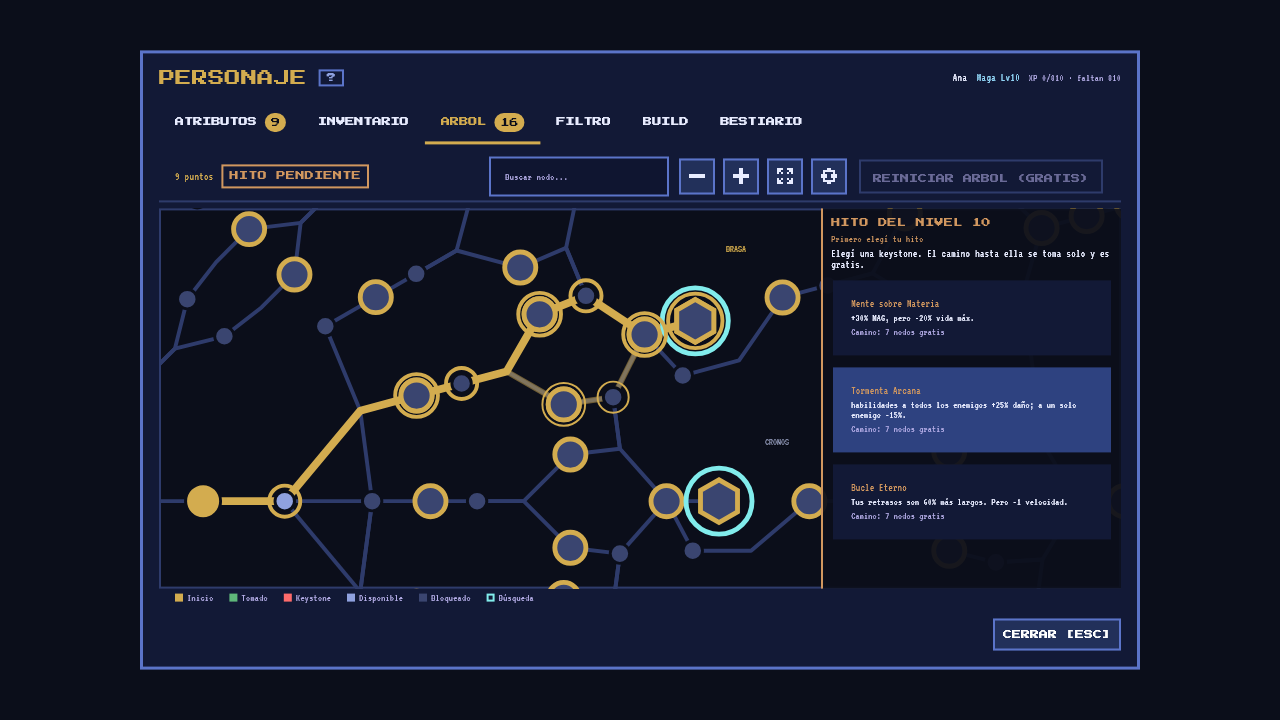 PERSONAJE ?
Ana Maga Lv10 XP 0/810 · faltan 810
ATRIBUTOS 9 INVENTARIO ARBOL 16 FILTRO BUILD BESTIARIO
9 puntos HITO PENDIENTE Buscar nodo... REINICIAR ARBOL (GRATIS)
HITO DEL NIVEL 10
Primero elegí tu hito
Elegí una keystone. El camino hasta ella se toma solo y es
gratis.
BRAGA
CRONOS
Mente sobre Materia
+30% MAG, pero -20% vida máx.
Camino: 7 nodos gratis
Tormenta Arcana
habilidades a todos los enemigos +25% daño; a um solo
enemigo -15%.
Camino: 7 nodos gratis
Bucle Eterno
Tus retrasos son 60% más largos. Pero -1 velocidad.
Camino: 7 nodos gratis
Inicio Tomado Keystone Disponible Bloqueado Búsqueda
CERRAR [ESC]